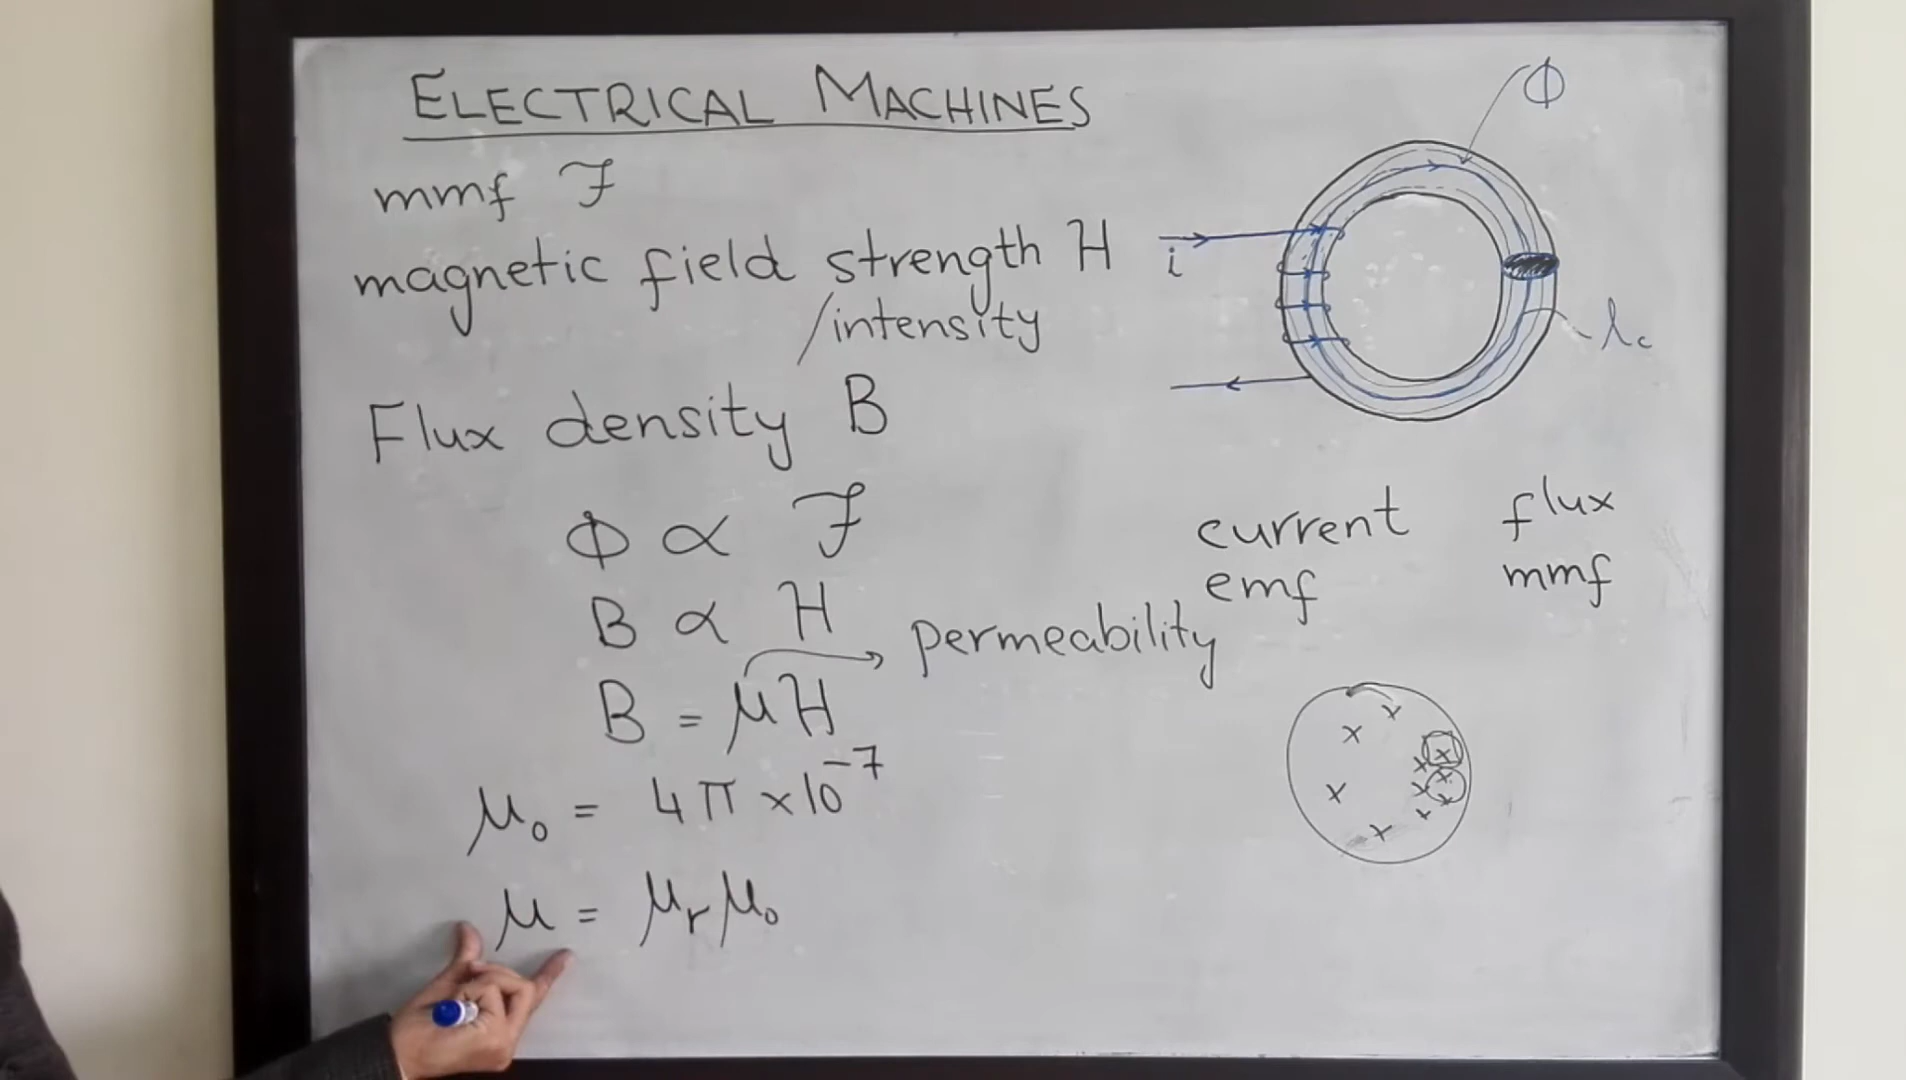 ELECTRICAL MACHINES
mmf ℱ
magnetic field strength H
/intensity
Flux density B
Φ ∝ ℱ
B ∝ H
B = μH → permeability
μ₀ = 4π × 10⁻⁷
μ = μᵣμ₀
Φ
i
lc
current flux
emf mmf